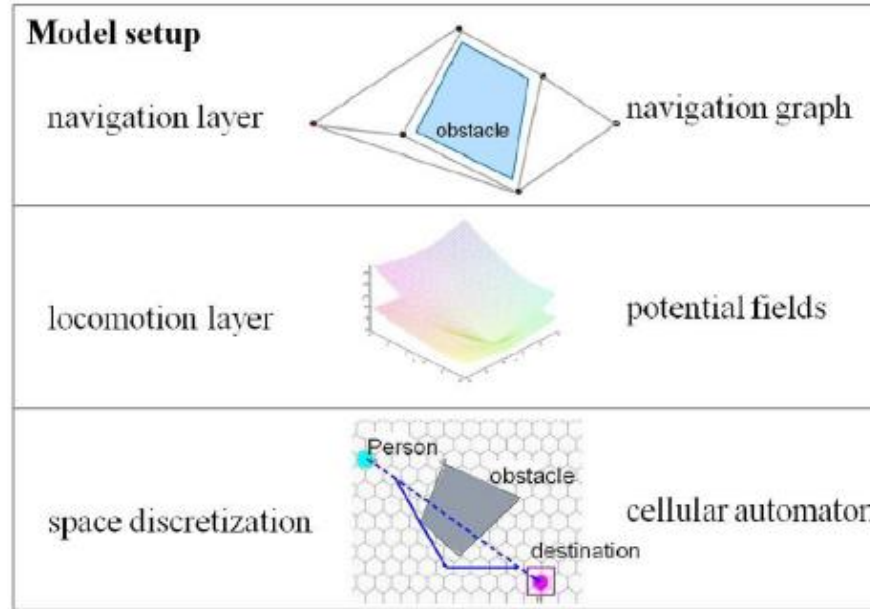 Model setup
navigation layer
obstacle
navigation graph
locomotion layer
potential fields
Person
obstacle
space discretization
cellular automaton
destination